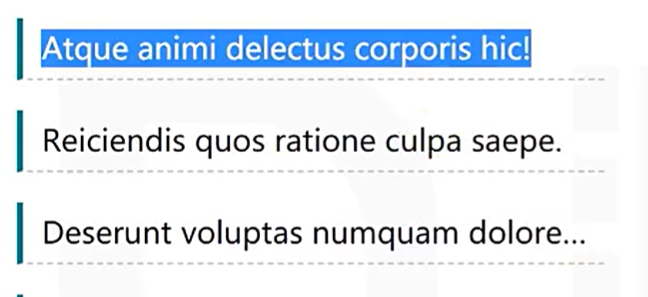 Atque animi delectus corporis hic!
Reiciendis quos ratione culpa saepe.
Deserunt voluptas numquam dolore...